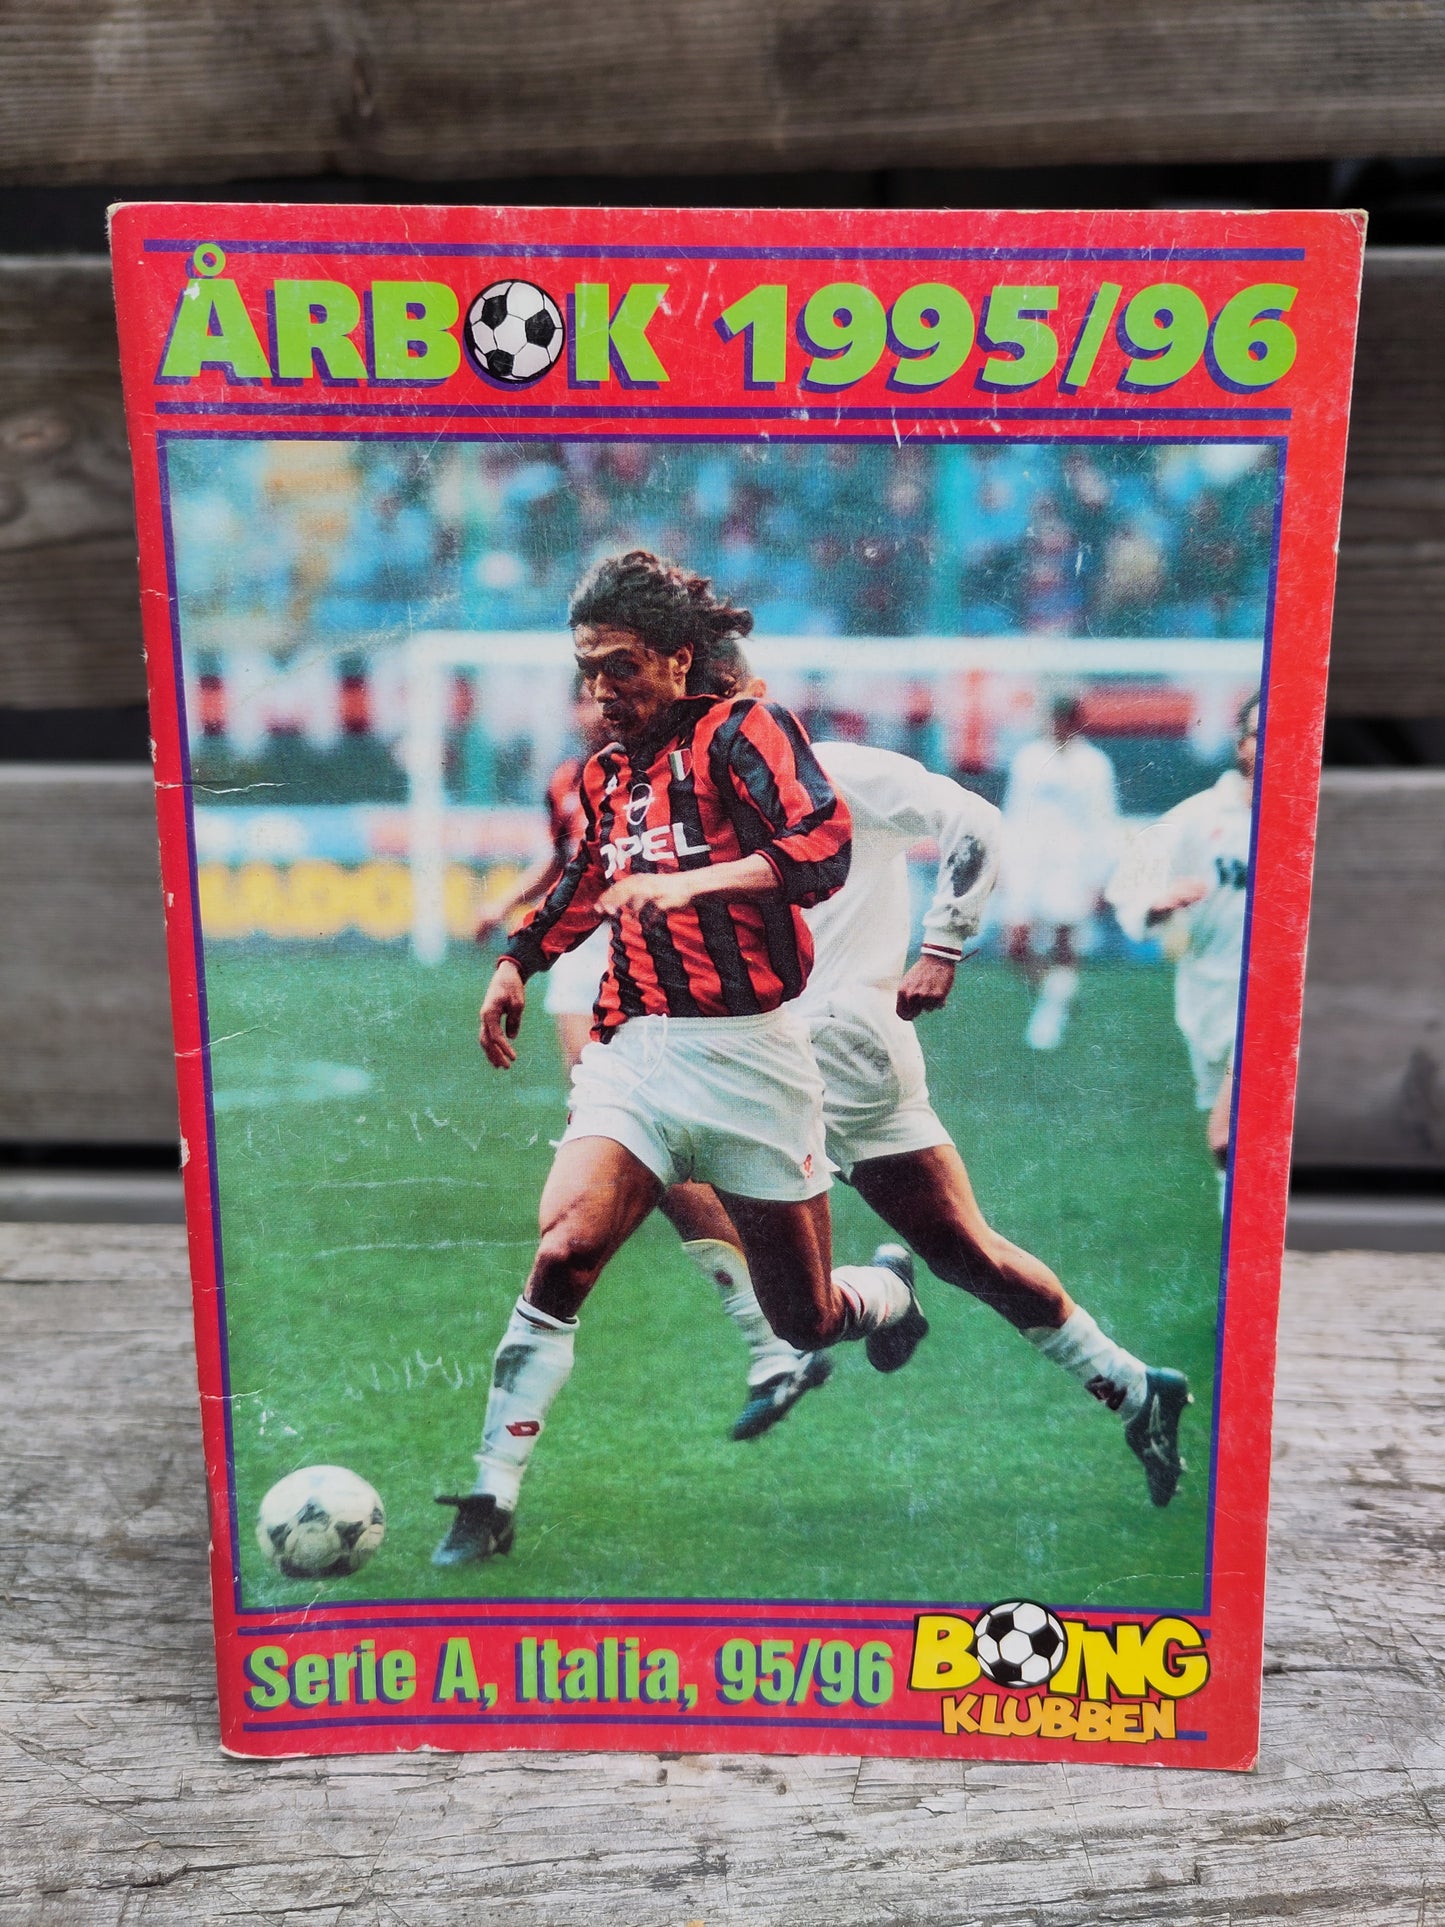 ÅRBOK 1995/96
OPEL
Serie A, Italia, 95/96
BOING
KLUBBEN